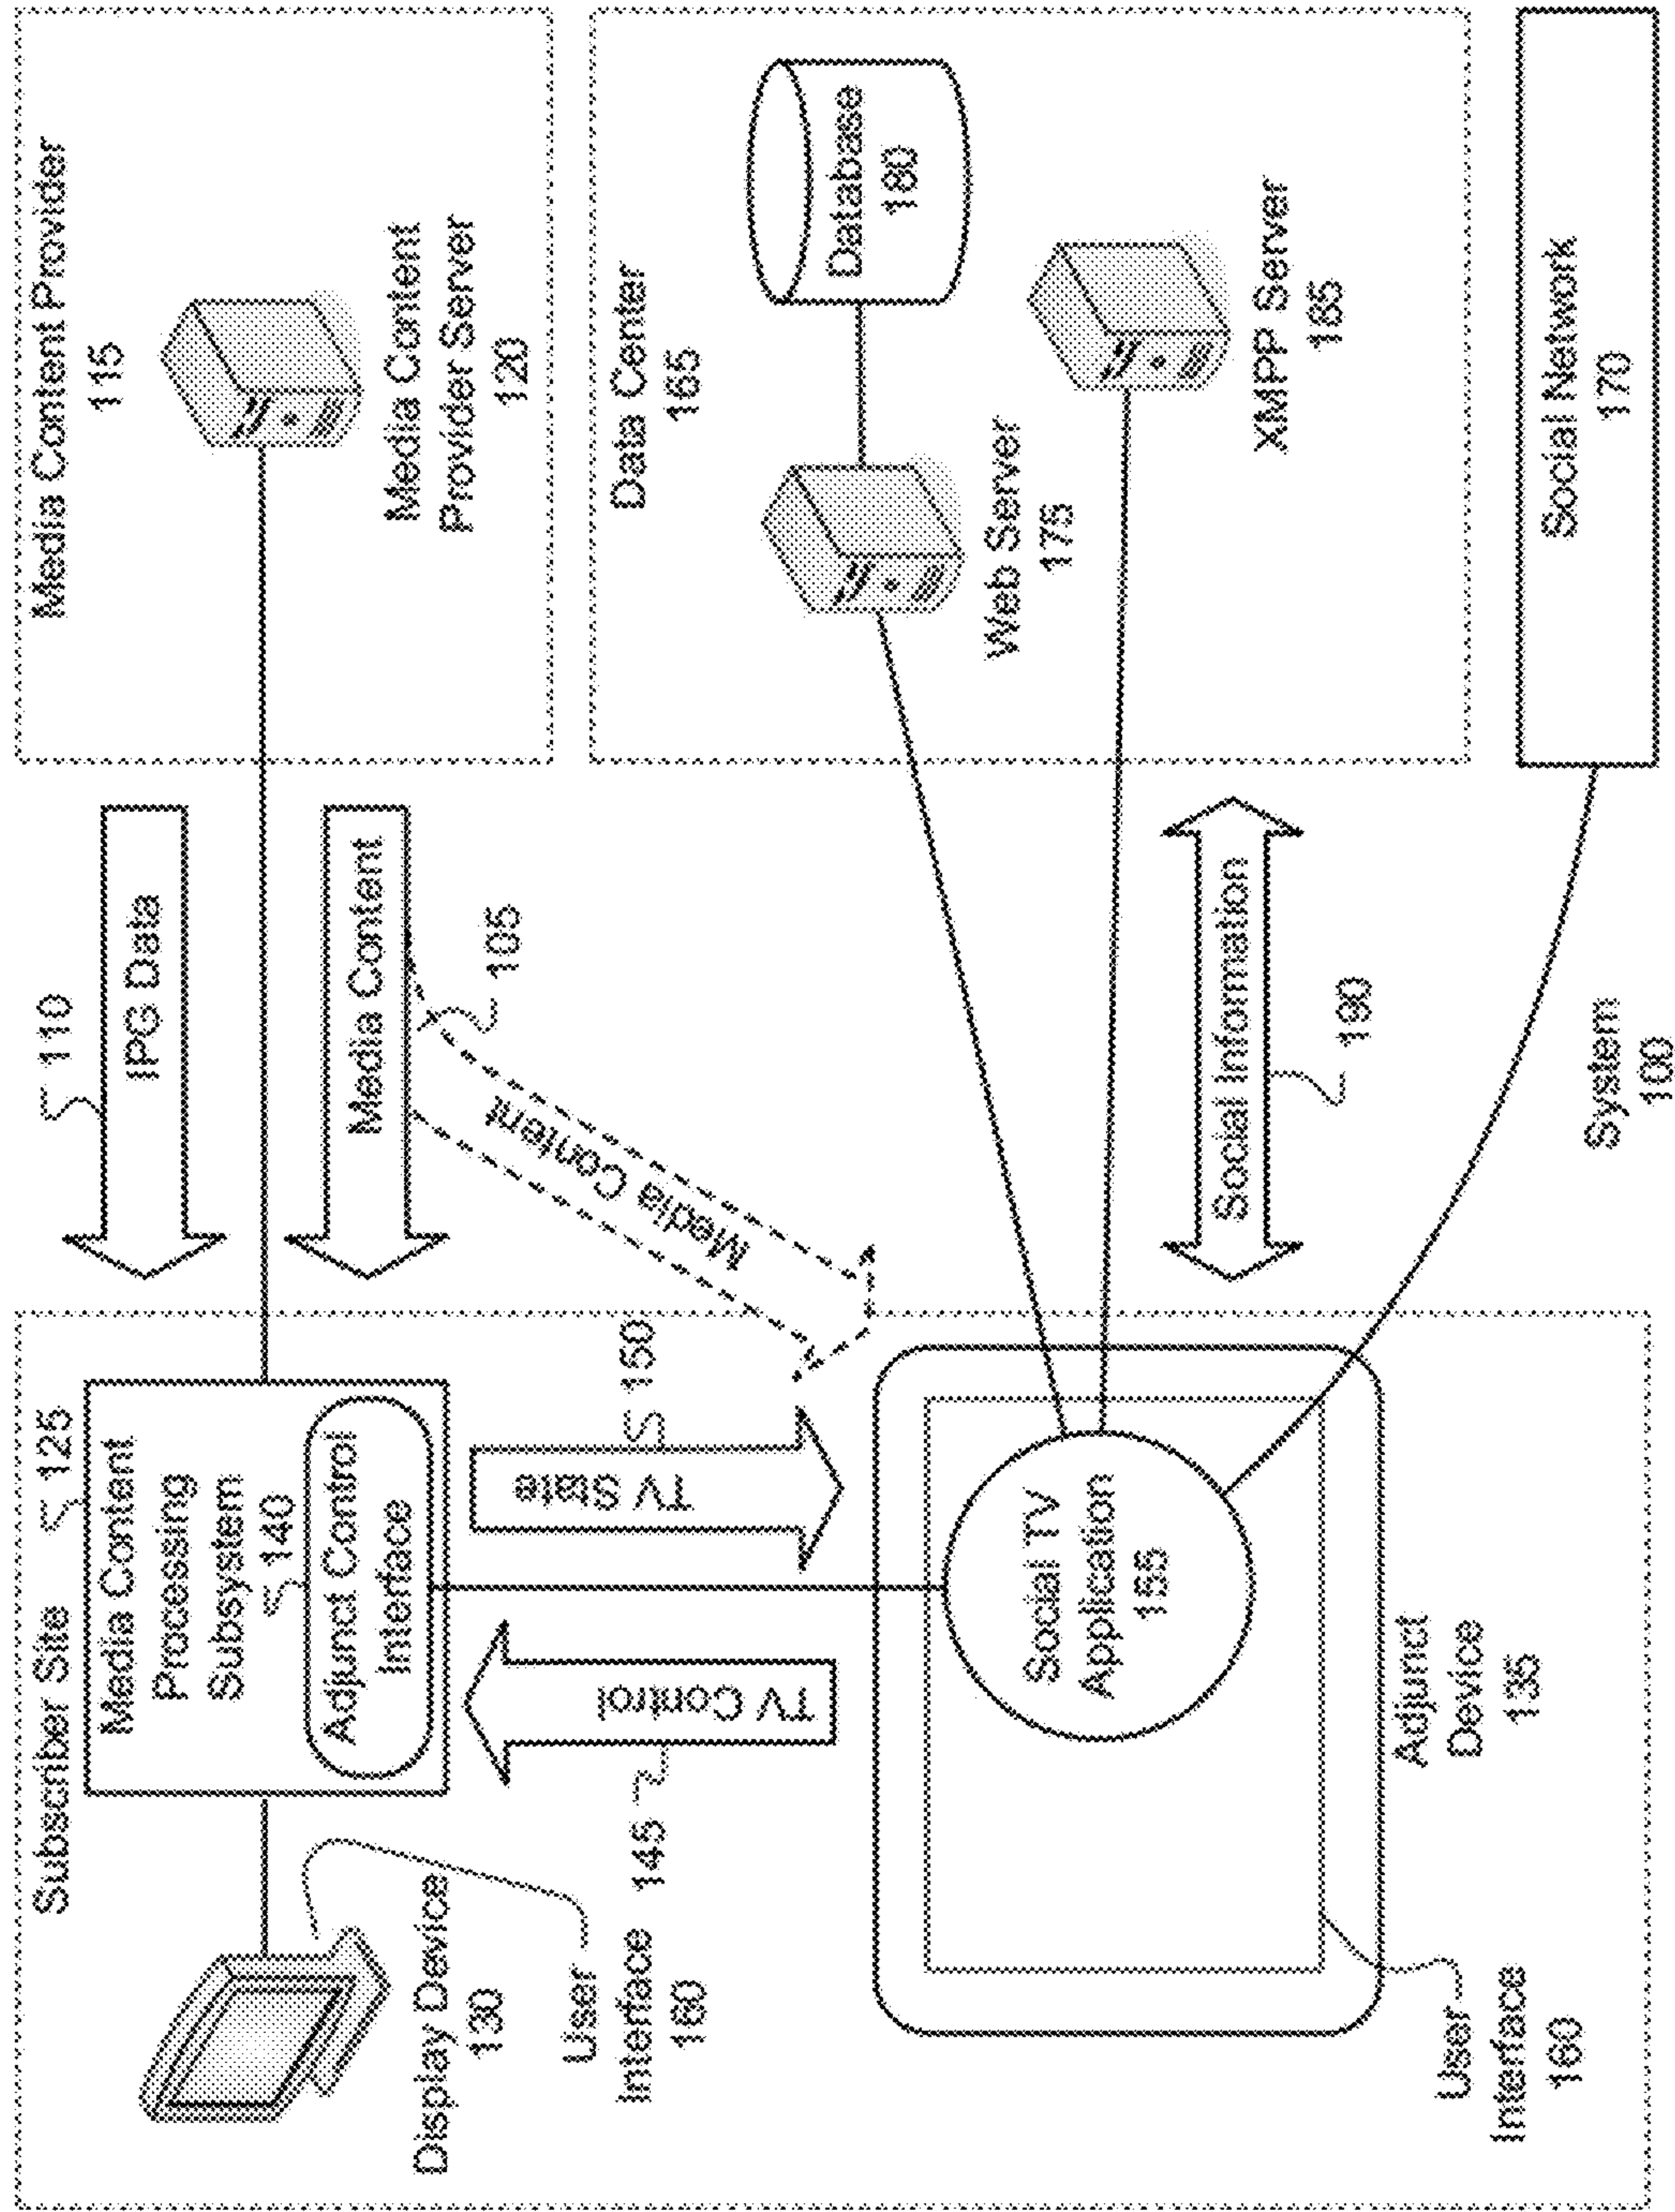 Subscriber Site
125
Media Content
Processing
Subsystem
140
Adjunct Control
Interface
Display Device
130
User
Interface
160
145
TV Control
TV State
150
Social TV
Application
155
Adjunct
Device
135
User
Interface
160
110
IPG Data
Media Content
105
Media Content
Social Information
190
System
100
Media Content Provider
115
Media Content
Provider Server
120
Data Center
165
Database
180
Web Server
175
XMPP Server
185
Social Network
170